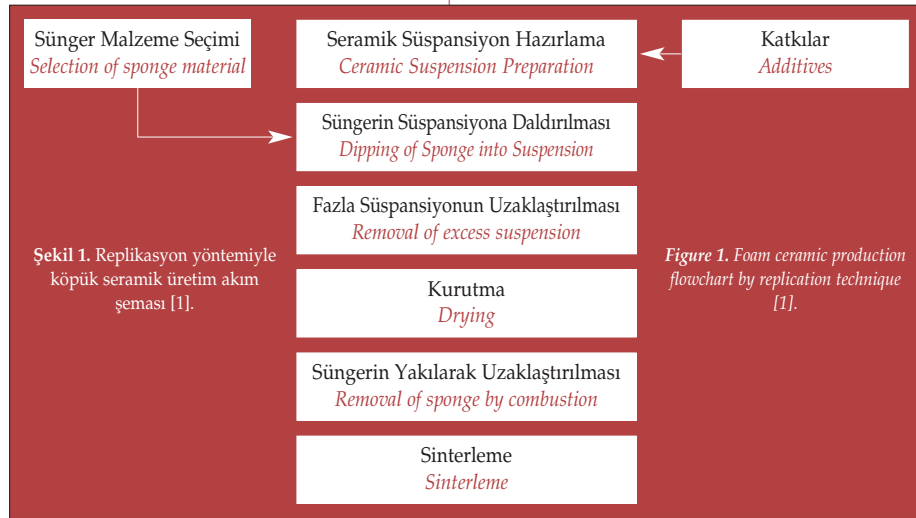 Sünger Malzeme Seçimi
Selection of sponge material
Seramik Süspansiyon Hazırlama
Ceramic Suspension Preparation
Katkılar
Additives
Süngerin Süspansiyona Daldırılması
Dipping of Sponge into Suspension
Fazla Süspansiyonun Uzaklaştırılması
Removal of excess suspension
Şekil 1. Replikasyon yöntemiyle
köpük seramik üretim akım
şeması [1].
Figure 1. Foam ceramic production
flowchart by replication technique
[1].
Kurutma
Drying
Süngerin Yakılarak Uzaklaştırılması
Removal of sponge by combustion
Sinterleme
Sinterleme